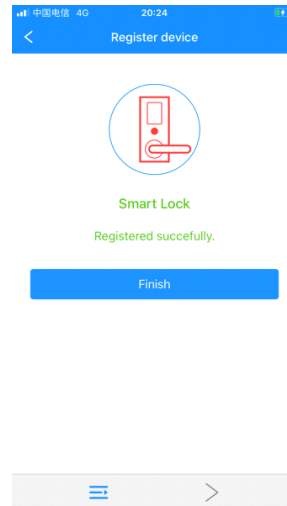 中国电信 4G 20:24
Register device
Smart Lock
Registered succefully.
Finish